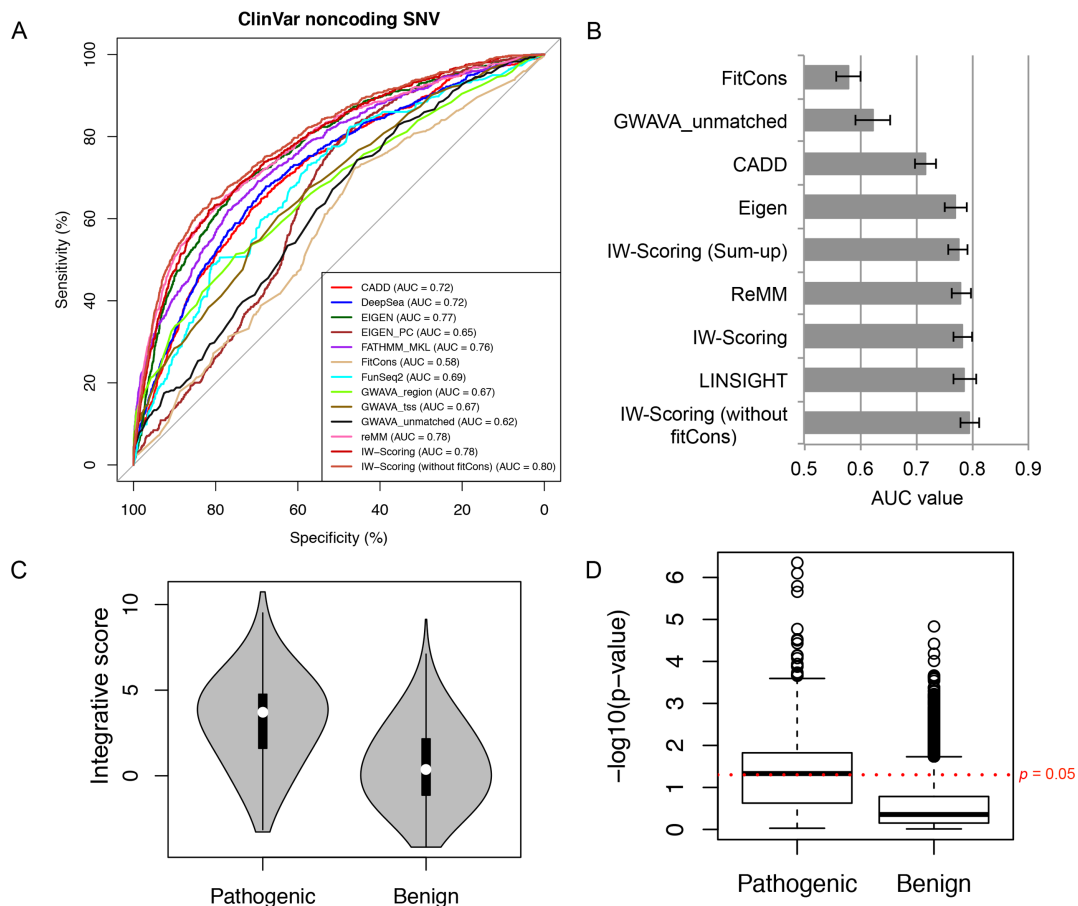 A
ClinVar noncoding SNV
Sensitivity (%)
100
80
60
40
20
0
CADD (AUC = 0.72)
DeepSea (AUC = 0.72)
EIGEN (AUC = 0.77)
EIGEN_PC (AUC = 0.65)
FATHMM_MKL (AUC = 0.76)
FitCons (AUC = 0.58)
FunSeq2 (AUC = 0.69)
GWAVA_region (AUC = 0.67)
GWAVA_tss (AUC = 0.67)
GWAVA_unmatched (AUC = 0.62)
reMM (AUC = 0.78)
IW-Scoring (AUC = 0.78)
IW-Scoring (without fitCons) (AUC = 0.80)
100 80 60 40 20 0
Specificity (%)
B
FitCons
GWAVA_unmatched
CADD
Eigen
IW-Scoring (Sum-up)
ReMM
IW-Scoring
LINSIGHT
IW-Scoring (without
fitCons)
0.5 0.6 0.7 0.8 0.9
AUC value
C
Integrative score
10
5
0
Pathogenic Benign
D
-log10(p-value)
6
5
4
3
2
1
0
p = 0.05
Pathogenic Benign